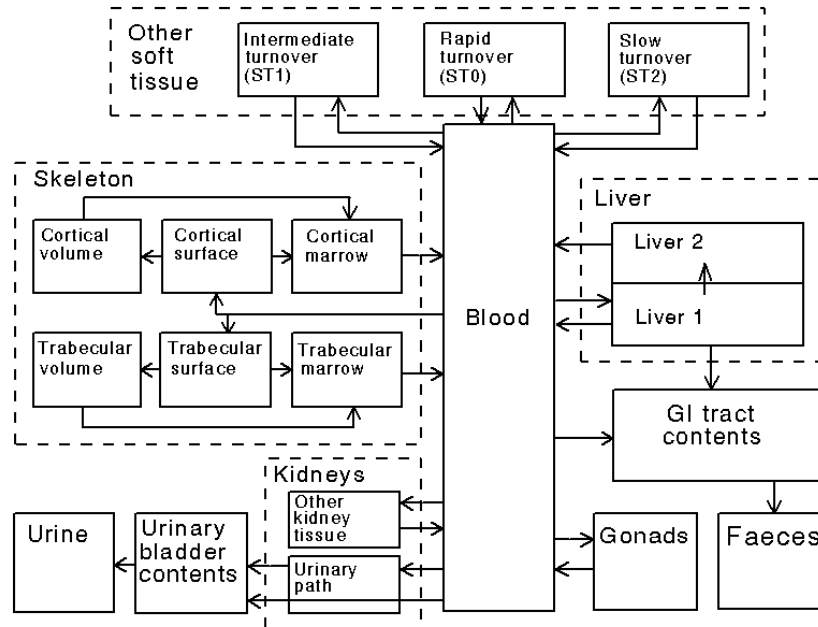 Other
soft
tissue
Intermediate
turnover
(ST1)
Rapid
turnover
(ST0)
Slow
turnover
(ST2)
Skeleton
Cortical
volume
Cortical
surface
Cortical
marrow
Trabecular
volume
Trabecular
surface
Trabecular
marrow
Blood
Liver
Liver 2
Liver 1
GI tract
contents
Kidneys
Other
kidney
tissue
Urinary
path
Urine
Urinary
bladder
contents
Gonads
Faeces